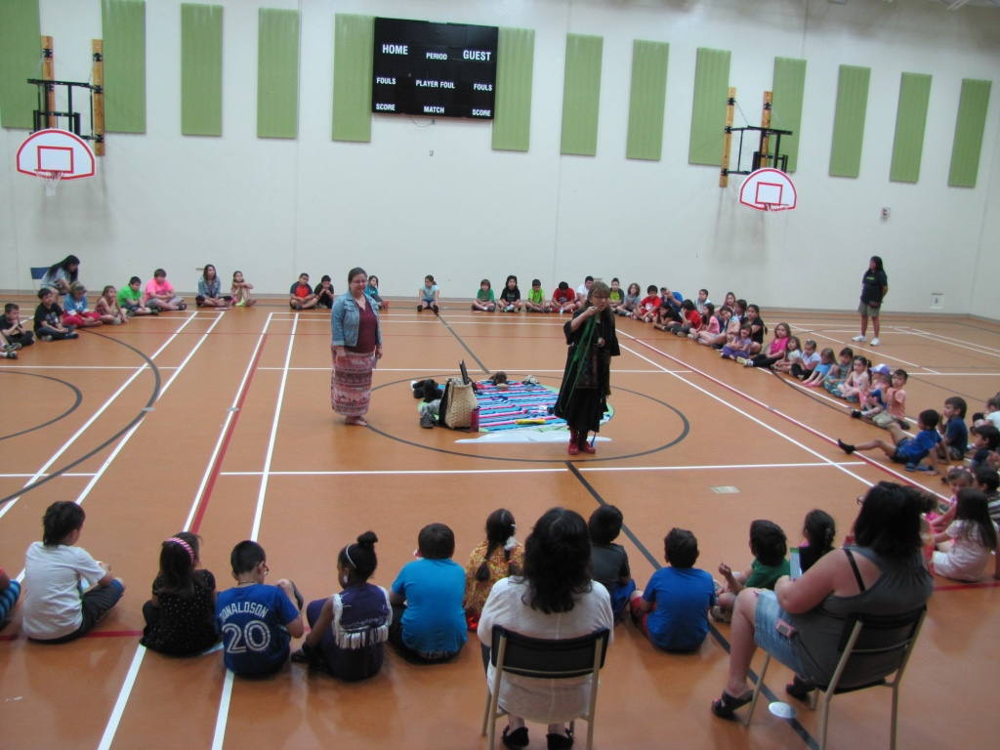 HOME PERIOD GUEST
FOULS PLAYER FOUL FOULS
SCORE MATCH SCORE
DONALDSON
20